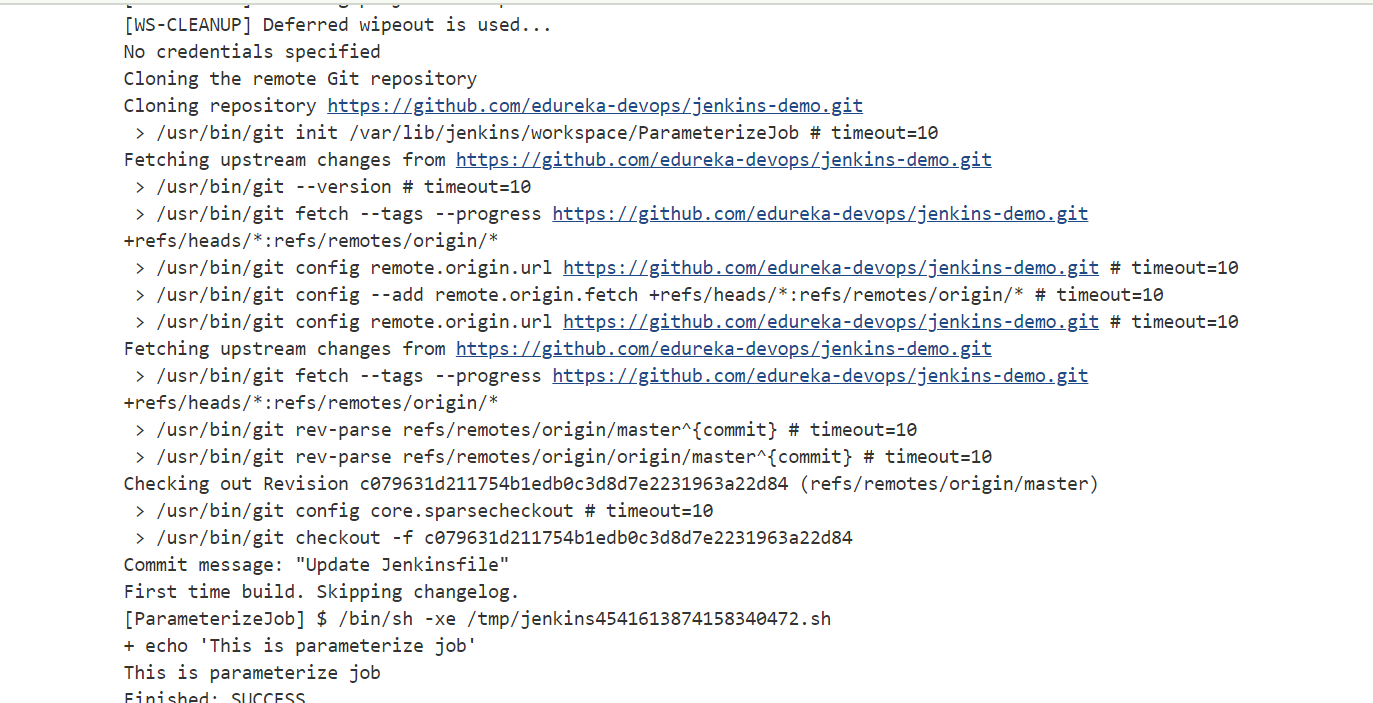 [WS-CLEANUP] Deferred wipeout is used...
No credentials specified
Cloning the remote Git repository
Cloning repository https://github.com/edureka-devops/jenkins-demo.git
 > /usr/bin/git init /var/lib/jenkins/workspace/ParameterizeJob # timeout=10
Fetching upstream changes from https://github.com/edureka-devops/jenkins-demo.git
 > /usr/bin/git --version # timeout=10
 > /usr/bin/git fetch --tags --progress https://github.com/edureka-devops/jenkins-demo.git
+refs/heads/*:refs/remotes/origin/*
 > /usr/bin/git config remote.origin.url https://github.com/edureka-devops/jenkins-demo.git # timeout=10
 > /usr/bin/git config --add remote.origin.fetch +refs/heads/*:refs/remotes/origin/* # timeout=10
 > /usr/bin/git config remote.origin.url https://github.com/edureka-devops/jenkins-demo.git # timeout=10
Fetching upstream changes from https://github.com/edureka-devops/jenkins-demo.git
 > /usr/bin/git fetch --tags --progress https://github.com/edureka-devops/jenkins-demo.git
+refs/heads/*:refs/remotes/origin/*
 > /usr/bin/git rev-parse refs/remotes/origin/master^{commit} # timeout=10
 > /usr/bin/git rev-parse refs/remotes/origin/origin/master^{commit} # timeout=10
Checking out Revision c079631d211754b1edb0c3d8d7e2231963a22d84 (refs/remotes/origin/master)
 > /usr/bin/git config core.sparsecheckout # timeout=10
 > /usr/bin/git checkout -f c079631d211754b1edb0c3d8d7e2231963a22d84
Commit message: "Update Jenkinsfile"
First time build. Skipping changelog.
[ParameterizeJob] $ /bin/sh -xe /tmp/jenkins4541613874158340472.sh
+ echo 'This is parameterize job'
This is parameterize job
Finished: SUCCESS